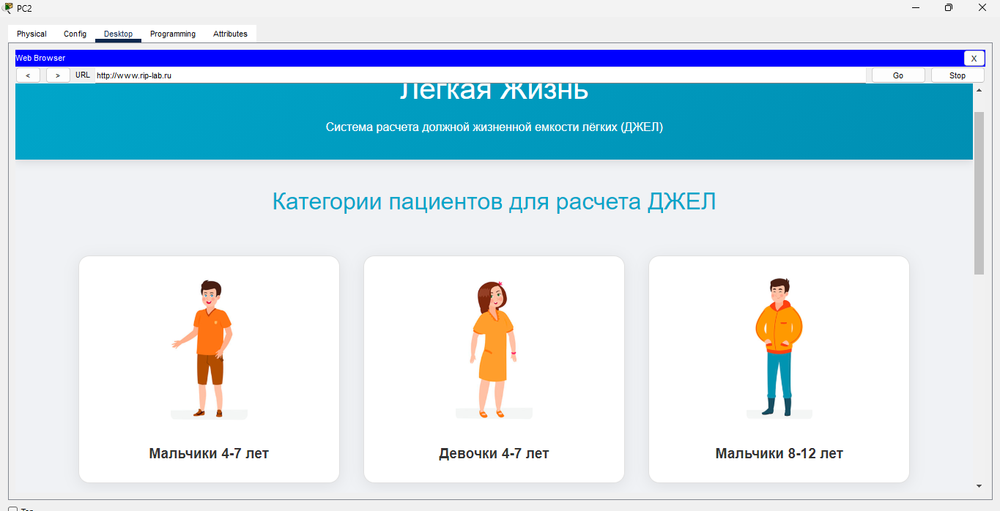 PC2
Physical Config Desktop Programming Attributes
Web Browser
X
< > URL http://www.rip-lab.ru Go Stop
Легкая Жизнь
Система расчета должной жизненной емкости лёгких (ДЖЕЛ)
Категории пациентов для расчета ДЖЕЛ
Мальчики 4-7 лет
Девочки 4-7 лет
Мальчики 8-12 лет